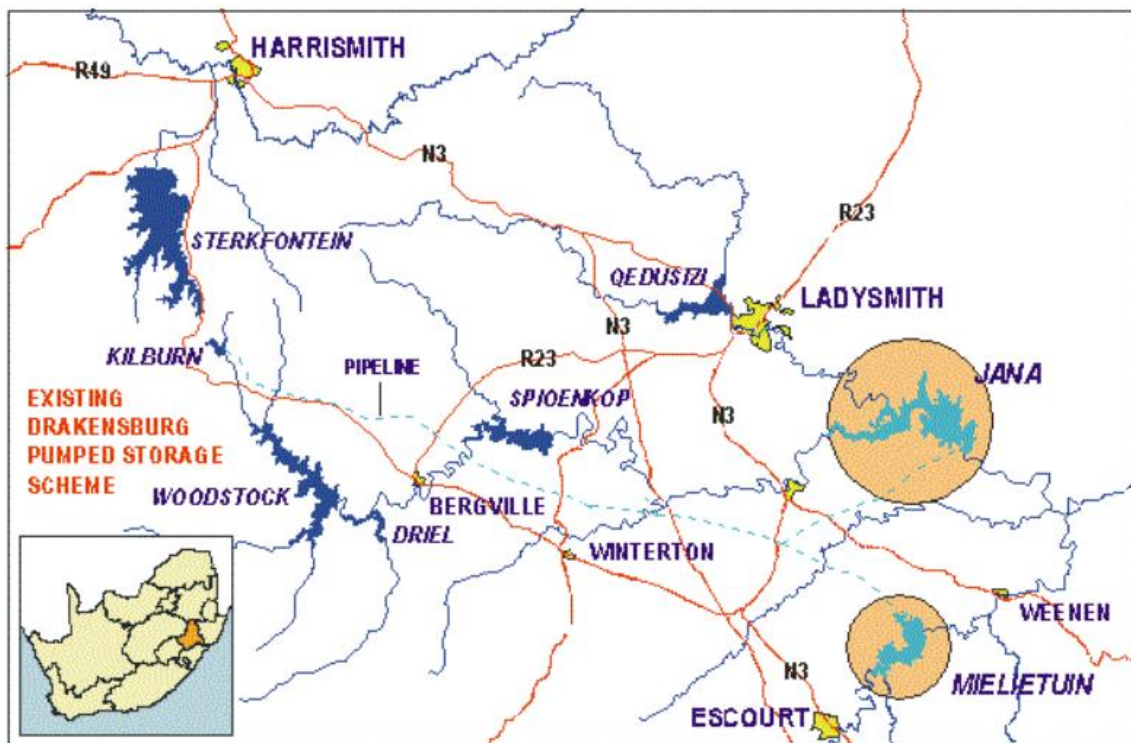 HARRISMITH
R49
N3
R23
STERKFONTEIN
QEDUSIZI
LADYSMITH
N3
KILBURN
PIPELINE
R23
SPIOENKOP
JANA
N3
EXISTING
DRAKENSBURG
PUMPED STORAGE
SCHEME
WOODSTOCK
BERGVILLE
DRIEL
WINTERTON
WEENEN
N3
MIELIETUIN
ESCOURT